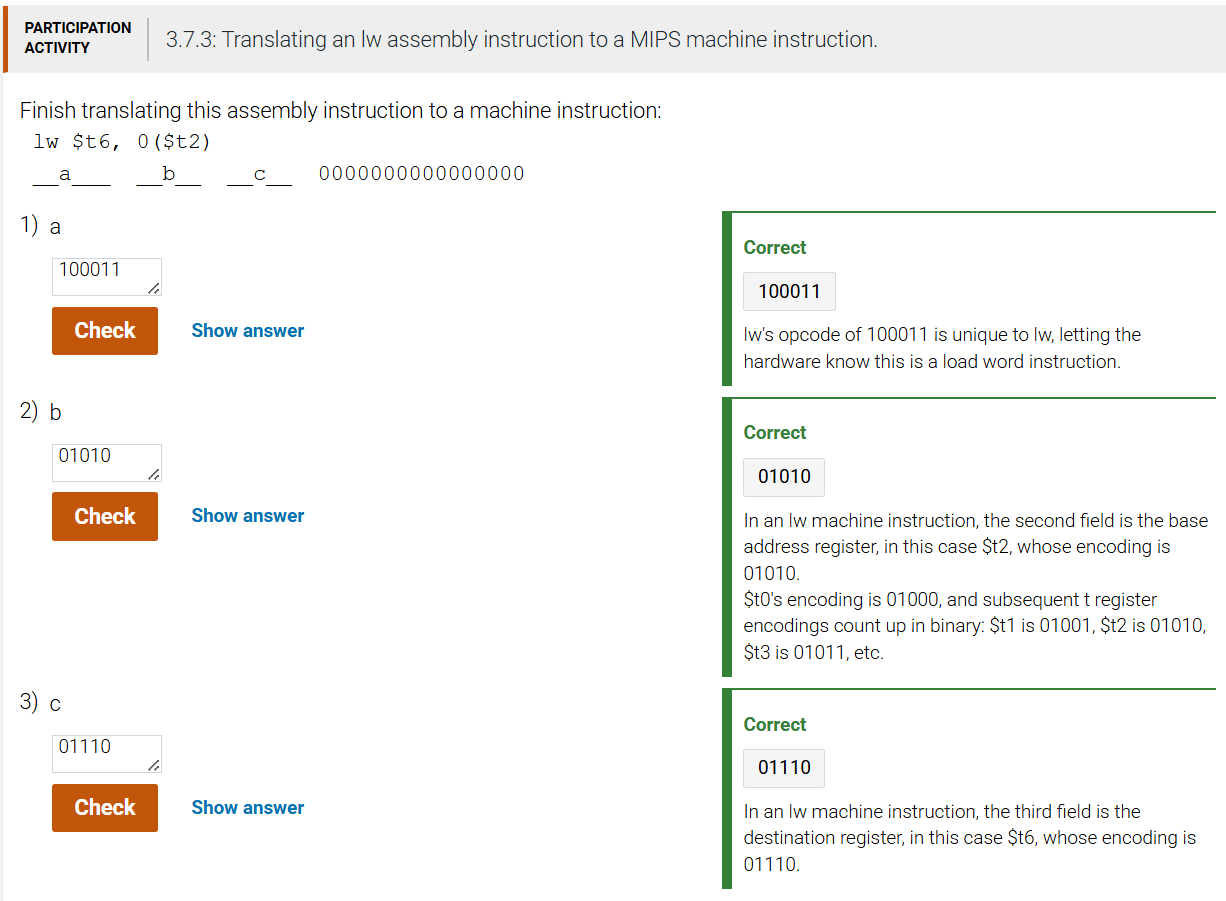 PARTICIPATION
ACTIVITY
3.7.3: Translating an lw assembly instruction to a MIPS machine instruction.
Finish translating this assembly instruction to a machine instruction:
lw $t6, 0($t2)
__a___ __b__ __c__ 0000000000000000
1) a
100011
Check Show answer
Correct
100011
lw's opcode of 100011 is unique to lw, letting the
hardware know this is a load word instruction.
2) b
01010
Check Show answer
Correct
01010
In an lw machine instruction, the second field is the base
address register, in this case $t2, whose encoding is
01010.
$t0's encoding is 01000, and subsequent t register
encodings count up in binary: $t1 is 01001, $t2 is 01010,
$t3 is 01011, etc.
3) c
01110
Check Show answer
Correct
01110
In an lw machine instruction, the third field is the
destination register, in this case $t6, whose encoding is
01110.